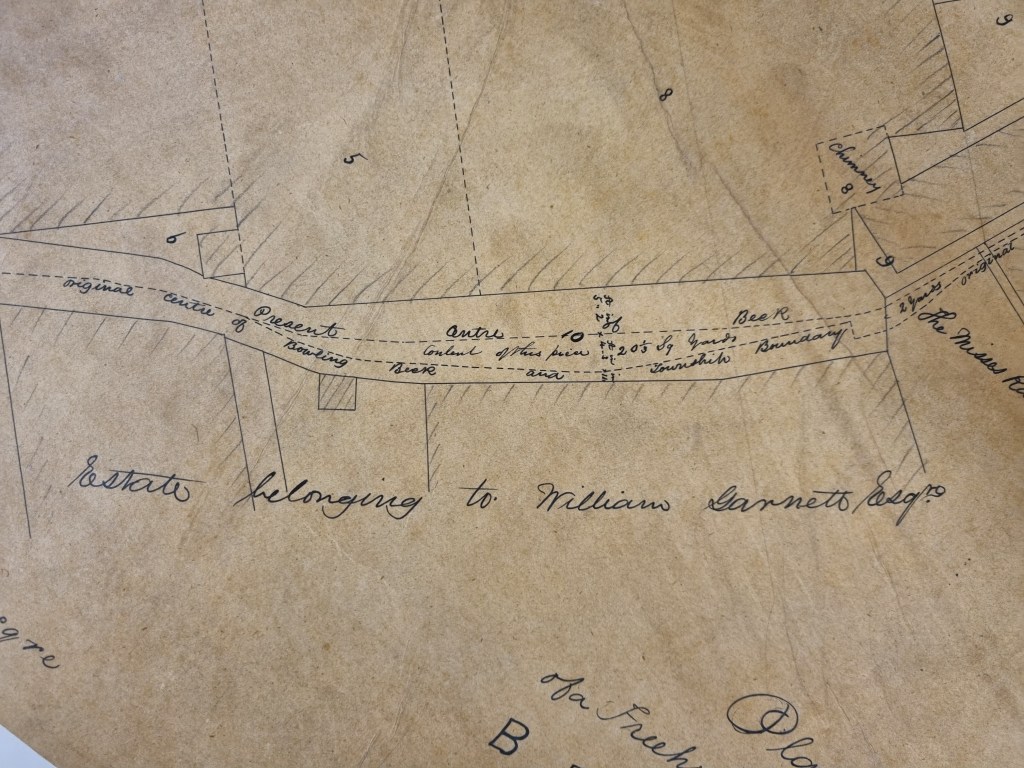 9
8
5
Chimney
8
6
9
Present Centre of Beck
original Centre of Bowling Beck and Township Boundary
10
Content of this piece 205 Sq Yards
2 Yards
original
The Misses
Estate belonging to William Garnett Esqre
B
of a Freeh
Pla